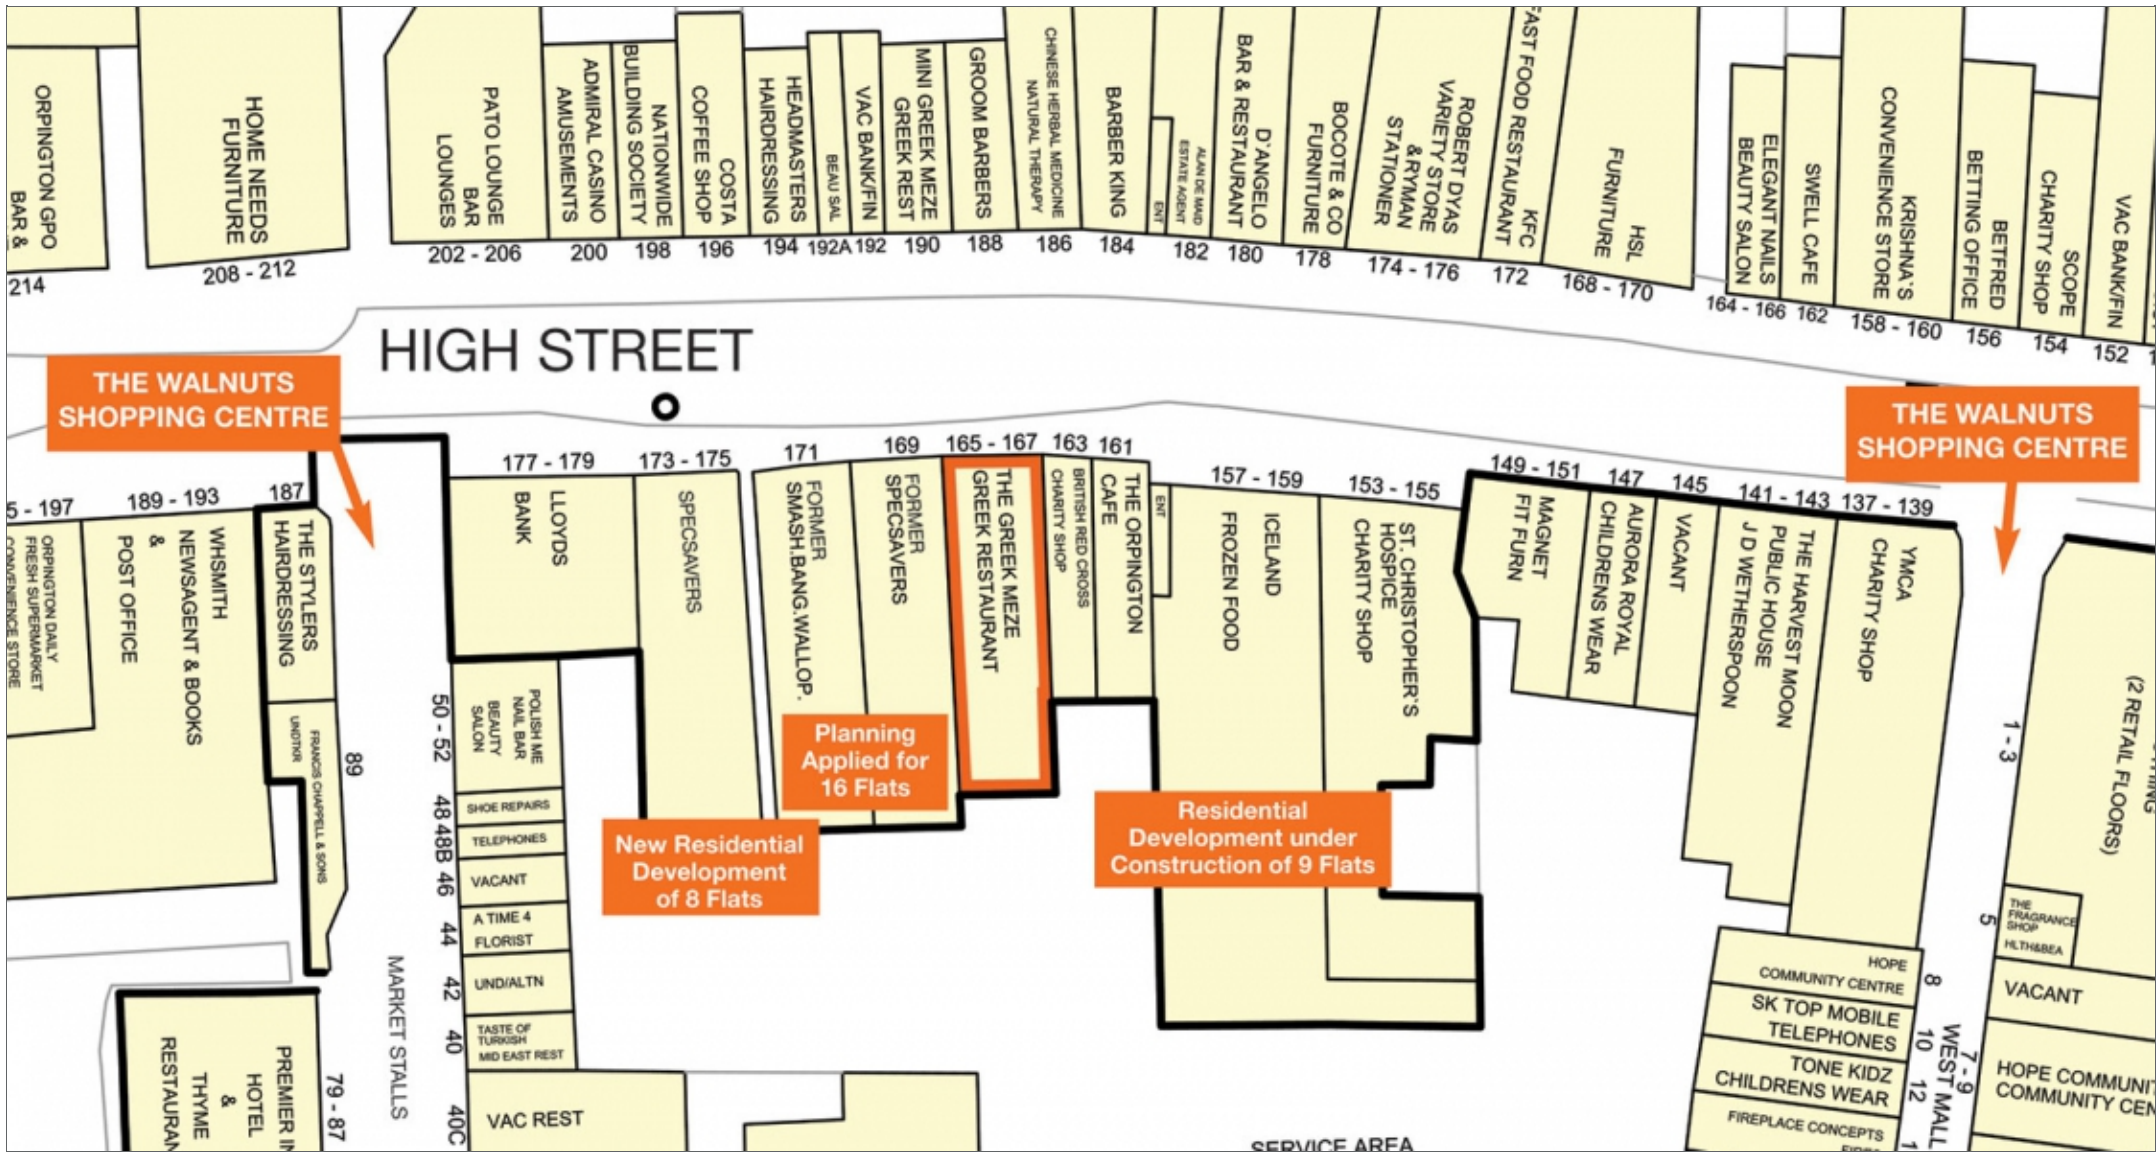 ORPINGTON GPO
BAR &
214
HOME NEEDS
FURNITURE
208 - 212
PATO LOUNGE
BAR
LOUNGES
202 - 206
ADMIRAL CASINO
AMUSEMENTS
200
NATIONWIDE
BUILDING SOCIETY
198
COSTA
COFFEE SHOP
196
HEADMASTERS
HAIRDRESSING
194
BEAU SAL
192A
VAC BANK/FIN
192
MINI GREEK MEZE
GREEK REST
190
GROOM BARBERS
188
CHINESE HERBAL MEDICINE
NATURAL THERAPY
186
BARBER KING
184
ENT
ALAN DE MAID
ESTATE AGENT
182
D'ANGELO
BAR & RESTAURANT
180
BOCOTE & CO
FURNITURE
178
ROBERT DYAS
VARIETY STORE
& RYMAN
STATIONER
174 - 176
KFC
FAST FOOD RESTAURANT
172
HSL
FURNITURE
168 - 170
ELEGANT NAILS
BEAUTY SALON
164 - 166
SWELL CAFE
162
KRISHNA'S
CONVENIENCE STORE
158 - 160
BETFRED
BETTING OFFICE
156
SCOPE
CHARITY SHOP
154
VAC BANK/FIN
152
HIGH STREET
THE WALNUTS
SHOPPING CENTRE
THE WALNUTS
SHOPPING CENTRE
5 - 197
ORPINGTON DAILY
FRESH SUPERMARKET
CONVENIENCE STORE
189 - 193
WHSMITH
NEWSAGENT & BOOKS
&
POST OFFICE
187
THE STYLERS
HAIRDRESSING
FRANCIS CHAPPELL & SONS
UNDTKR
89
177 - 179
LLOYDS
BANK
173 - 175
SPECSAVERS
171
FORMER
SMASH.BANG.WALLOP.
169
FORMER
SPECSAVERS
165 - 167
THE GREEK MEZE
GREEK RESTAURANT
163
BRITISH RED CROSS
CHARITY SHOP
161
THE ORPINGTON
CAFE
ENT
157 - 159
ICELAND
FROZEN FOOD
153 - 155
ST. CHRISTOPHER'S
HOSPICE
CHARITY SHOP
149 - 151
MAGNET
FIT FURN
147
AURORA ROYAL
CHILDRENS WEAR
145
VACANT
141 - 143
THE HARVEST MOON
PUBLIC HOUSE
J D WETHERSPOON
137 - 139
YMCA
CHARITY SHOP
1 - 3
(2 RETAIL FLOORS)
Planning
Applied for
16 Flats
New Residential
Development
of 8 Flats
Residential
Development under
Construction of 9 Flats
50 - 52
POLISH ME
NAIL BAR
BEAUTY
SALON
48
SHOE REPAIRS
48B
TELEPHONES
46
VACANT
44
A TIME 4
FLORIST
42
UND/ALTN
40
TASTE OF
TURKISH
MID EAST REST
40C
VAC REST
MARKET STALLS
PREMIER IN
HOTEL
&
THYME
RESTAURAN
79 - 87
SERVICE AREA
5
THE
FRAGRANCE
SHOP
HLTH&BEA
VACANT
7 - 9
HOPE COMMUNIT
COMMUNITY CEN
WEST MALL
8
HOPE
COMMUNITY CENTRE
10
SK TOP MOBILE
TELEPHONES
12
TONE KIDZ
CHILDRENS WEAR
FIREPLACE CONCEPTS